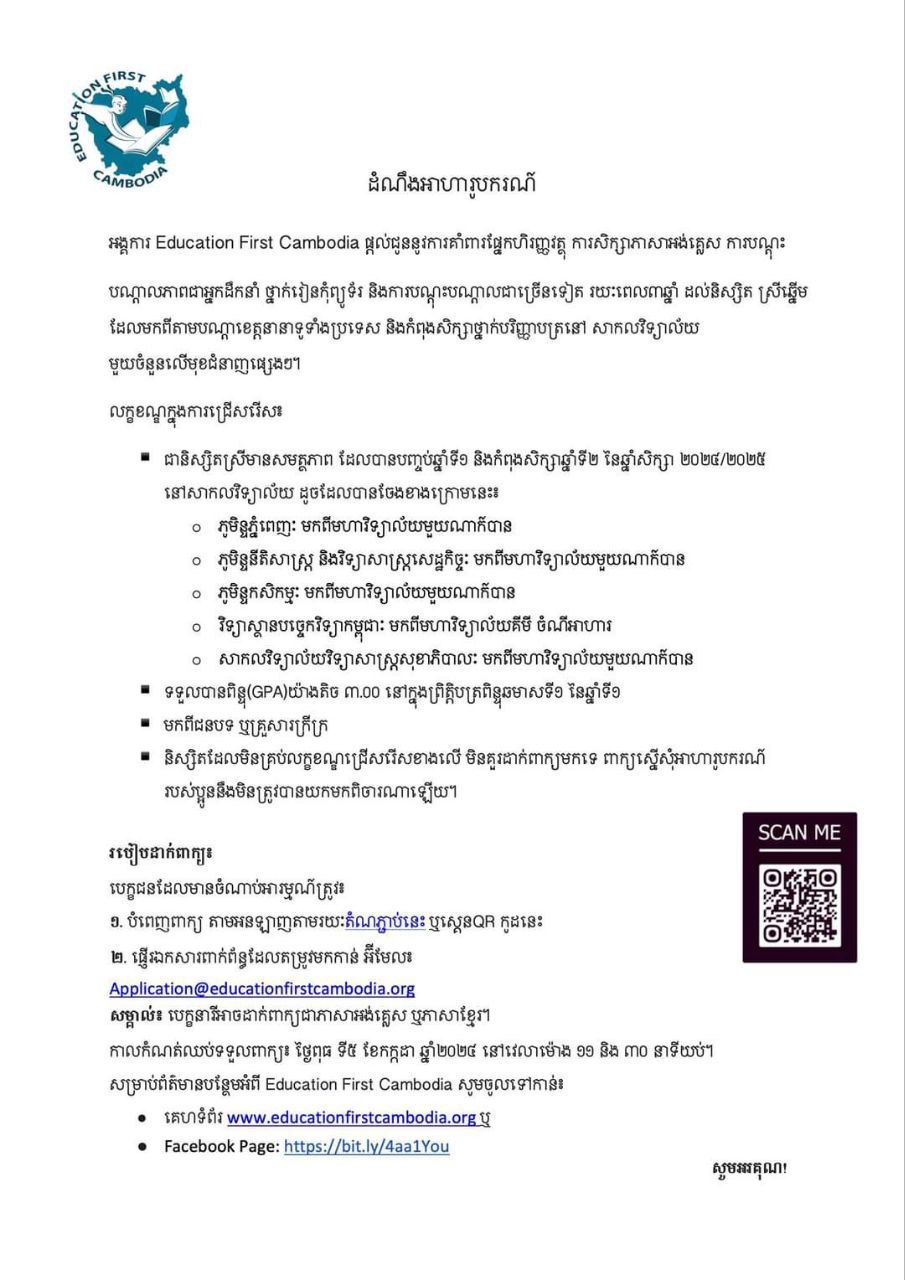 EDUCATION FIRST
CAMBODIA
ដំណឹងអាហារូបករណ៍
អង្គការ Education First Cambodia ផ្តល់ជូននូវការគាំពារផ្នែកហិរញ្ញវត្ថុ ការសិក្សាភាសាអង់គ្លេស ការបណ្តុះ
បណ្តាលភាពជាអ្នកដឹកនាំ ថ្នាក់រៀនកុំព្យូទ័រ និងការបណ្តុះបណ្តាលជាច្រើនទៀត រយៈពេល៣ឆ្នាំ ដល់និស្សិត ស្រីឆ្នើម
ដែលមកពីតាមបណ្តាខេត្តនានាទូទាំងប្រទេស និងកំពុងសិក្សាថ្នាក់បរិញ្ញាបត្រនៅ សាកលវិទ្យាល័យ
មួយចំនួនលើមុខជំនាញផ្សេងៗ។
លក្ខខណ្ឌក្នុងការជ្រើសរើស៖
▪ ជានិស្សិតស្រីមានសមត្ថភាព ដែលបានបញ្ចប់ឆ្នាំទី១ និងកំពុងសិក្សាឆ្នាំទី២ នៃឆ្នាំសិក្សា ២០២៤/២០២៥
នៅសាកលវិទ្យាល័យ ដូចដែលបានចែងខាងក្រោមនេះ៖
o ភូមិន្ទភ្នំពេញ: មកពីមហាវិទ្យាល័យមួយណាក៏បាន
o ភូមិន្ទនីតិសាស្ត្រ និងវិទ្យាសាស្ត្រសេដ្ឋកិច្ច: មកពីមហាវិទ្យាល័យមួយណាក៏បាន
o ភូមិន្ទកសិកម្ម: មកពីមហាវិទ្យាល័យមួយណាក៏បាន
o វិទ្យាស្ថានបច្ចេកវិទ្យាកម្ពុជា: មកពីមហាវិទ្យាល័យគីមី ចំណីអាហារ
o សាកលវិទ្យាល័យវិទ្យាសាស្ត្រសុខាភិបាល: មកពីមហាវិទ្យាល័យមួយណាក៏បាន
▪ ទទួលបានពិន្ទុ(GPA)យ៉ាងតិច ៣.00 នៅក្នុងព្រឹត្តិបត្រពិន្ទុឆមាសទី១ នៃឆ្នាំទី១
▪ មកពីជនបទ ឬគ្រួសារក្រីក្រ
▪ និស្សិតដែលមិនគ្រប់លក្ខខណ្ឌជ្រើសរើសខាងលើ មិនគួរដាក់ពាក្យមកទេ ពាក្យស្នើសុំអាហារូបករណ៍
របស់ប្អូននឹងមិនត្រូវបានយកមកពិចារណាឡើយ។
SCAN ME
របៀបដាក់ពាក្យ៖
បេក្ខជនដែលមានចំណាប់អារម្មណ៍ត្រូវ៖
១. បំពេញពាក្យ តាមអនឡាញតាមរយៈតំណភ្ជាប់នេះ ឬស្កេនQR កូដនេះ
២. ផ្ញើរឯកសារពាក់ព័ន្ធដែលតម្រូវមកកាន់ អ៊ីមែល៖
Application@educationfirstcambodia.org
សម្គាល់៖ បេក្ខនារីអាចដាក់ពាក្យជាភាសាអង់គ្លេស ឬភាសាខ្មែរ។
កាលកំណត់ឈប់ទទួលពាក្យ៖ ថ្ងៃពុធ ទី៥ ខែកក្កដា ឆ្នាំ២០២៤ នៅវេលាម៉ោង ១១ និង ៣០ នាទីយប់។
សម្រាប់ព័ត៌មានបន្ថែមអំពី Education First Cambodia សូមចូលទៅកាន់៖
• គេហទំព័រ www.educationfirstcambodia.org ឬ
• Facebook Page: https://bit.ly/4aa1You
សូមអរគុណ!